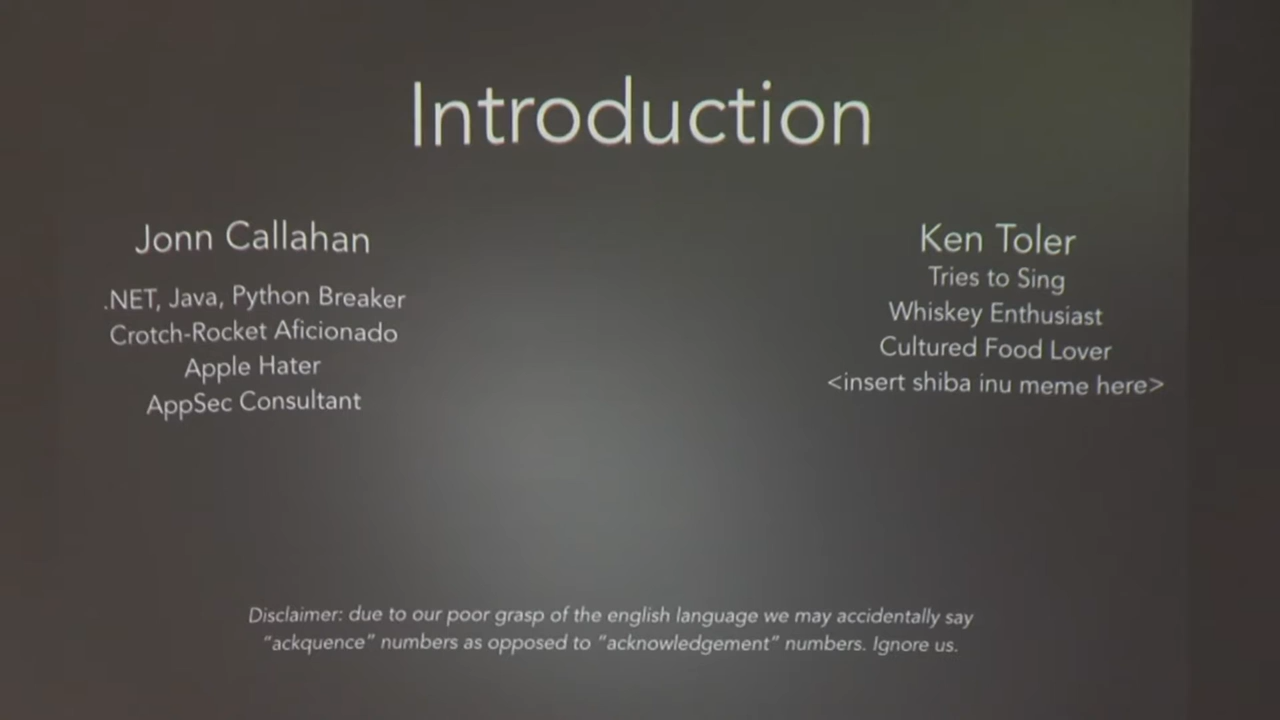 Introduction
Jonn Callahan
.NET, Java, Python Breaker
Crotch-Rocket Aficionado
Apple Hater
AppSec Consultant
Ken Toler
Tries to Sing
Whiskey Enthusiast
Cultured Food Lover
<insert shiba inu meme here>
Disclaimer: due to our poor grasp of the english language we may accidentally say
"ackquence" numbers as opposed to "acknowledgement" numbers. Ignore us.